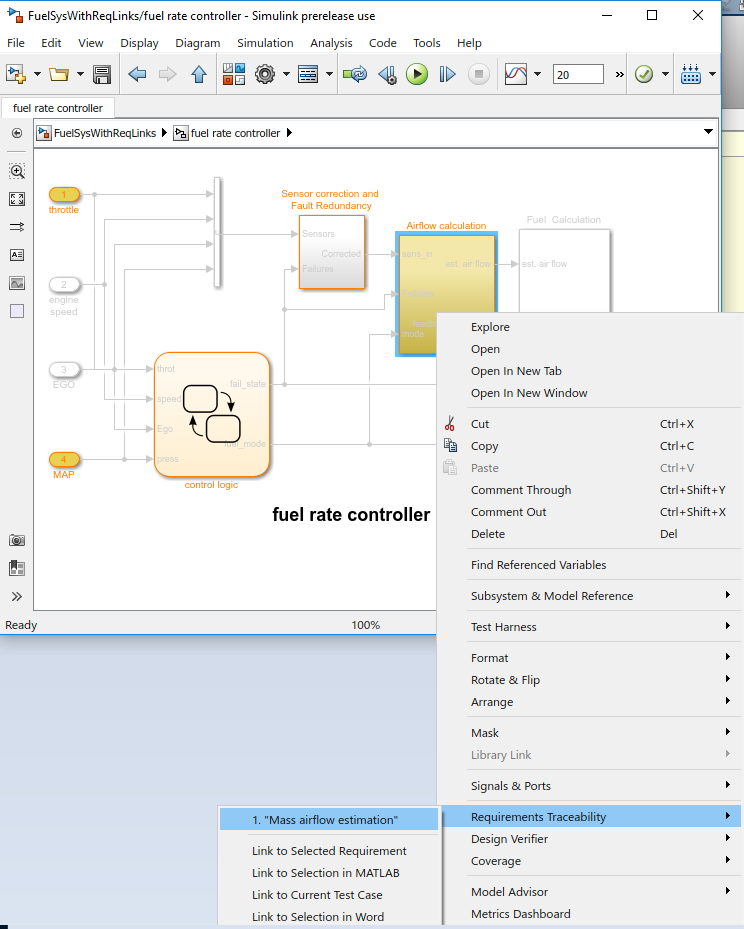 FuelSysWithReqLinks/fuel rate controller - Simulink prerelease use
File Edit View Display Diagram Simulation Analysis Code Tools Help
20 »
fuel rate controller
FuelSysWithReqLinks fuel rate controller
1
throttle
2
engine
speed
3
EGO
4
MAP
Sensor correction and
Fault Redundancy
Sensors
Corrected
Failures
Airflow calculation
sens_in
est. air flow
mode
Fuel Calculation
est. air flow
throt
fail_state
speed
Ego
fuel_mode
press
control logic
fuel rate controller
Ready 100%
Explore
Open
Open In New Tab
Open In New Window
Cut Ctrl+X
Copy Ctrl+C
Paste Ctrl+V
Comment Through Ctrl+Shift+Y
Comment Out Ctrl+Shift+X
Delete Del
Find Referenced Variables
Subsystem & Model Reference
Test Harness
Format
Rotate & Flip
Arrange
Mask
Library Link
Signals & Ports
Requirements Traceability
Design Verifier
Coverage
Model Advisor
Metrics Dashboard
1. "Mass airflow estimation"
Link to Selected Requirement
Link to Selection in MATLAB
Link to Current Test Case
Link to Selection in Word